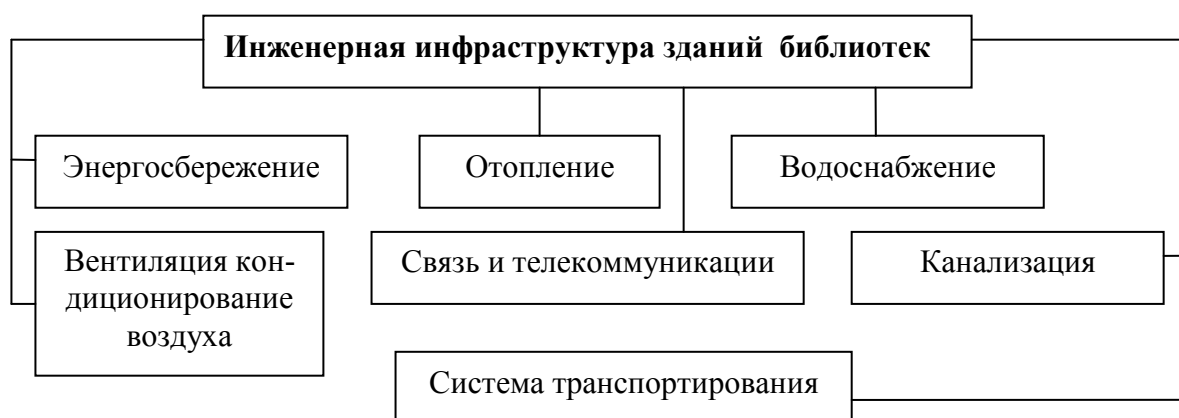 Инженерная инфраструктура зданий библиотек
Энергосбережение
Отопление
Водоснабжение
Вентиляция кон-
диционирование
воздуха
Связь и телекоммуникации
Канализация
Система транспортирования